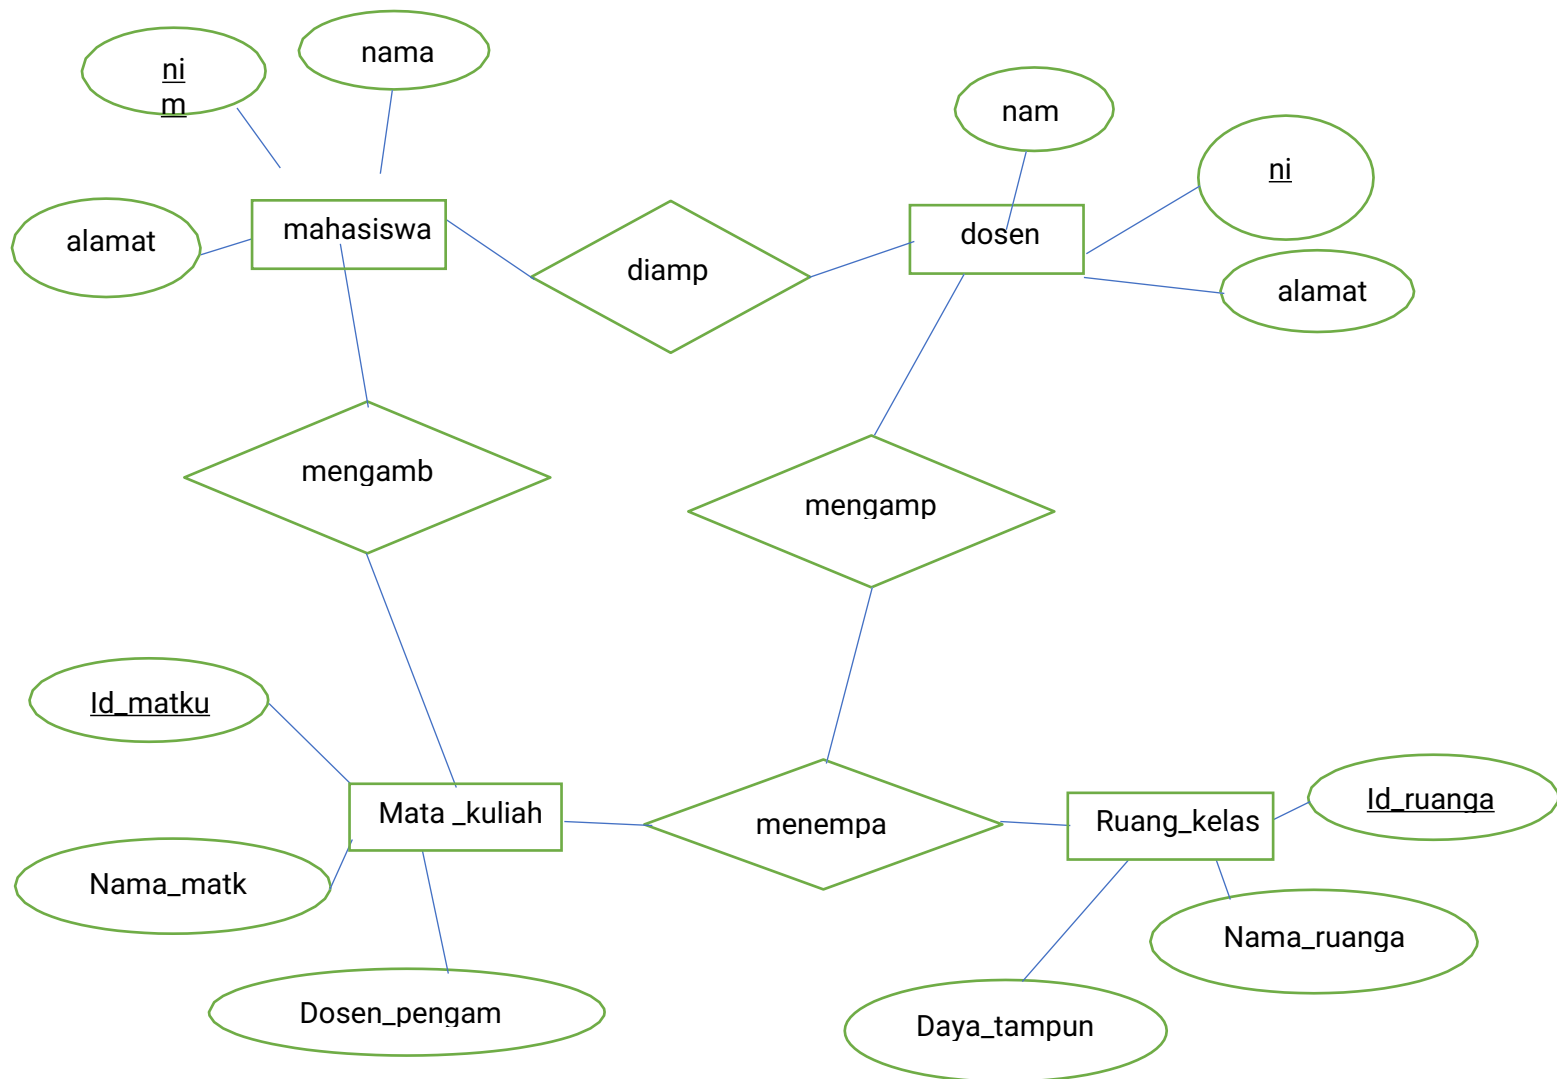 ni
m
nama
nam
ni
alamat
mahasiswa
dosen
diamp
alamat
mengamb
mengamp
Id_matku
Mata _kuliah
menempa
Ruang_kelas
Id_ruanga
Nama_matk
Nama_ruanga
Dosen_pengam
Daya_tampun